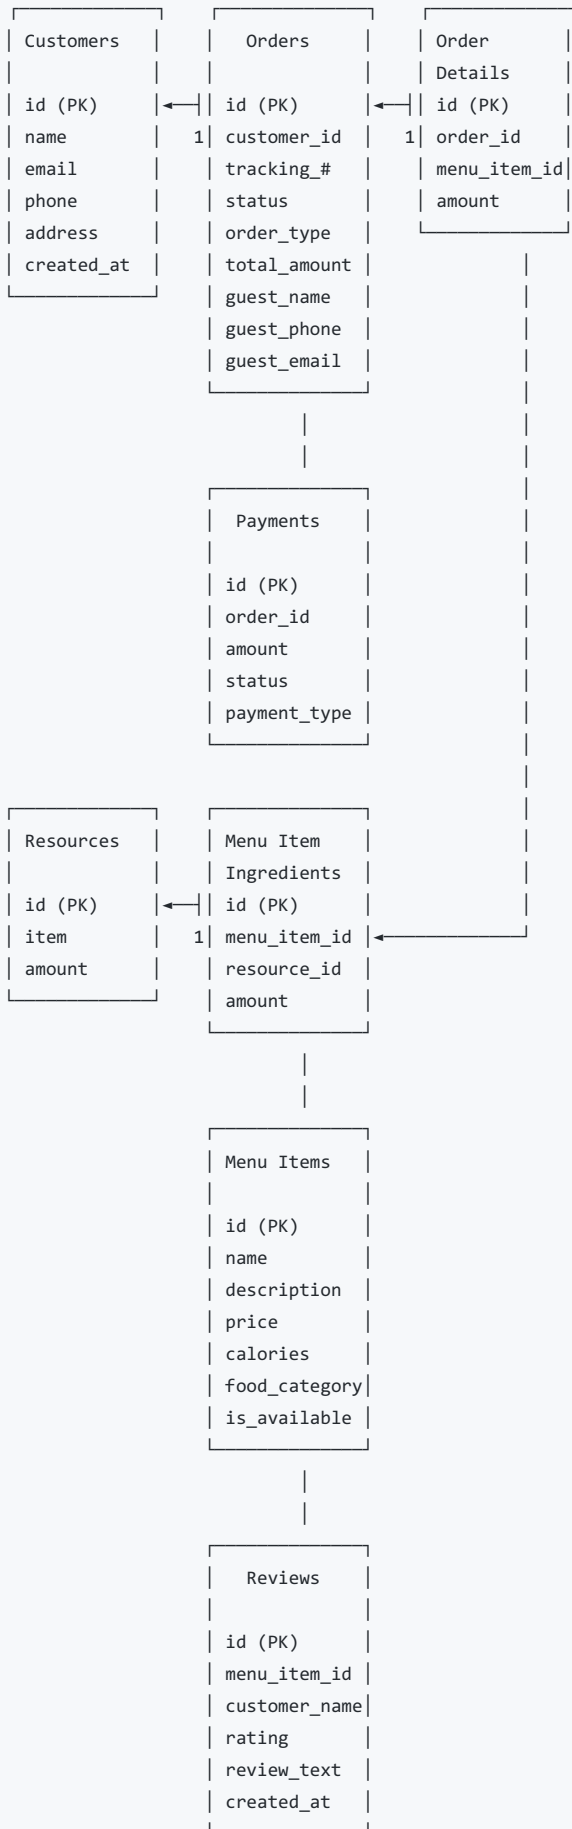 Customers
id (PK)
name
email
phone
address
created_at
Orders
id (PK)
1 customer_id
tracking_#
status
order_type
total_amount
guest_name
guest_phone
guest_email
Order
Details
id (PK)
1 order_id
menu_item_id
amount
Payments
id (PK)
order_id
amount
status
payment_type
Resources
id (PK)
item
amount
Menu Item
Ingredients
id (PK)
1 menu_item_id
resource_id
amount
Menu Items
id (PK)
name
description
price
calories
food_category
is_available
Reviews
id (PK)
menu_item_id
customer_name
rating
review_text
created_at